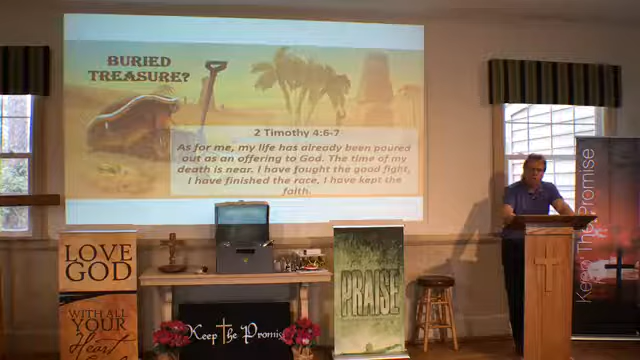 BURIED
TREASURE?
2 Timothy 4:6-7
As for me, my life has already been poured
out as an offering to God. The time of my
death is near. I have fought the good fight,
I have finished the race, I have kept the
faith.
LOVE
GOD
WITH ALL
YOUR
Heart
PRAISE
Keep The Promise
Keep The Promise